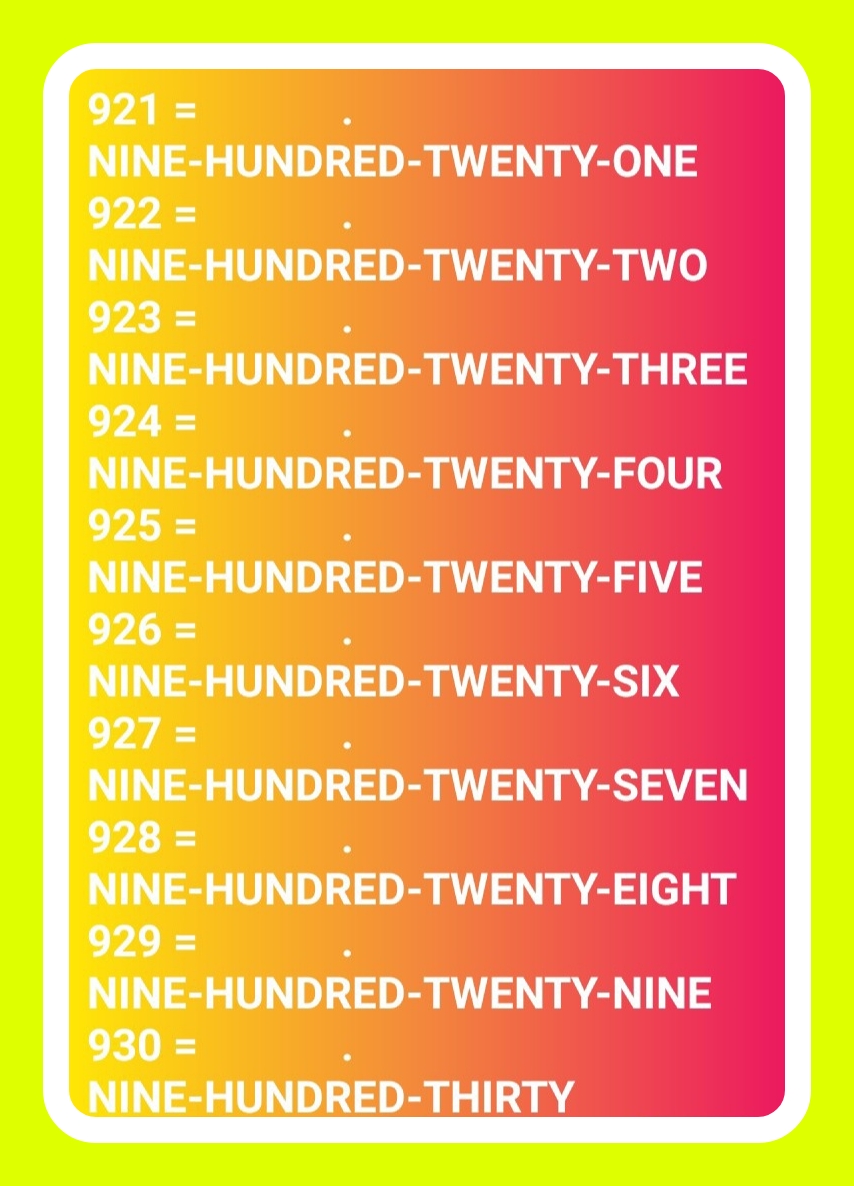 921 = .
NINE-HUNDRED-TWENTY-ONE
922 = .
NINE-HUNDRED-TWENTY-TWO
923 = .
NINE-HUNDRED-TWENTY-THREE
924 = .
NINE-HUNDRED-TWENTY-FOUR
925 = .
NINE-HUNDRED-TWENTY-FIVE
926 = .
NINE-HUNDRED-TWENTY-SIX
927 = .
NINE-HUNDRED-TWENTY-SEVEN
928 = .
NINE-HUNDRED-TWENTY-EIGHT
929 = .
NINE-HUNDRED-TWENTY-NINE
930 = .
NINE-HUNDRED-THIRTY